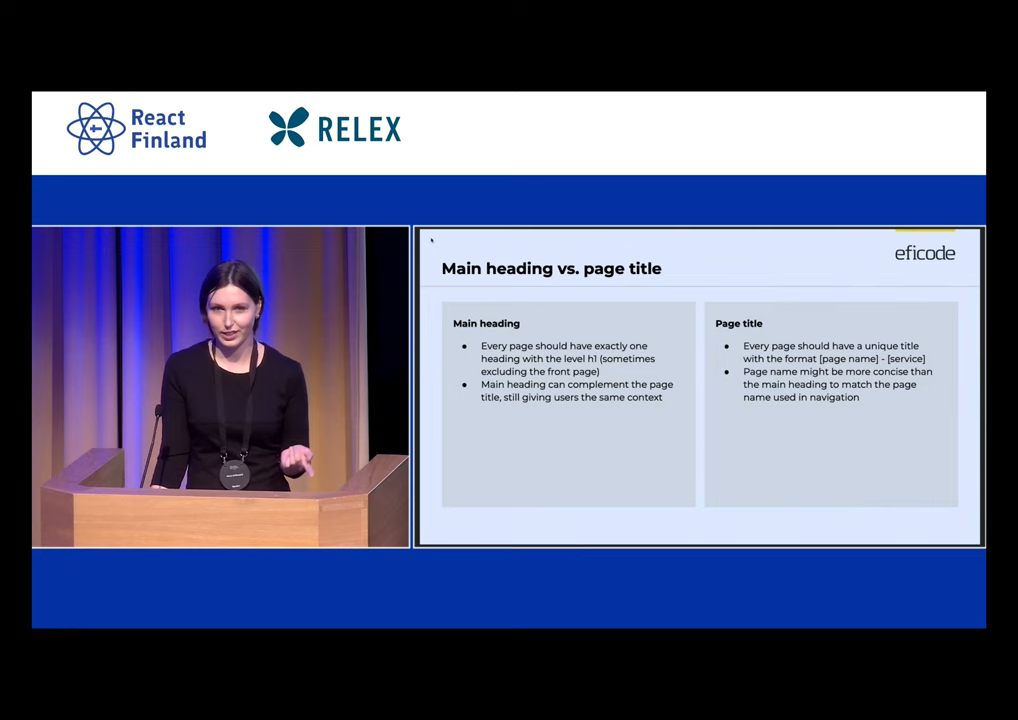 React
Finland
RELEX
eficode
Main heading vs. page title
Main heading
● Every page should have exactly one
heading with the level h1 (sometimes
excluding the front page)
● Main heading can complement the page
title, still giving users the same context
Page title
● Every page should have a unique title
with the format [page name] - [service]
● Page name might be more concise than
the main heading to match the page
name used in navigation